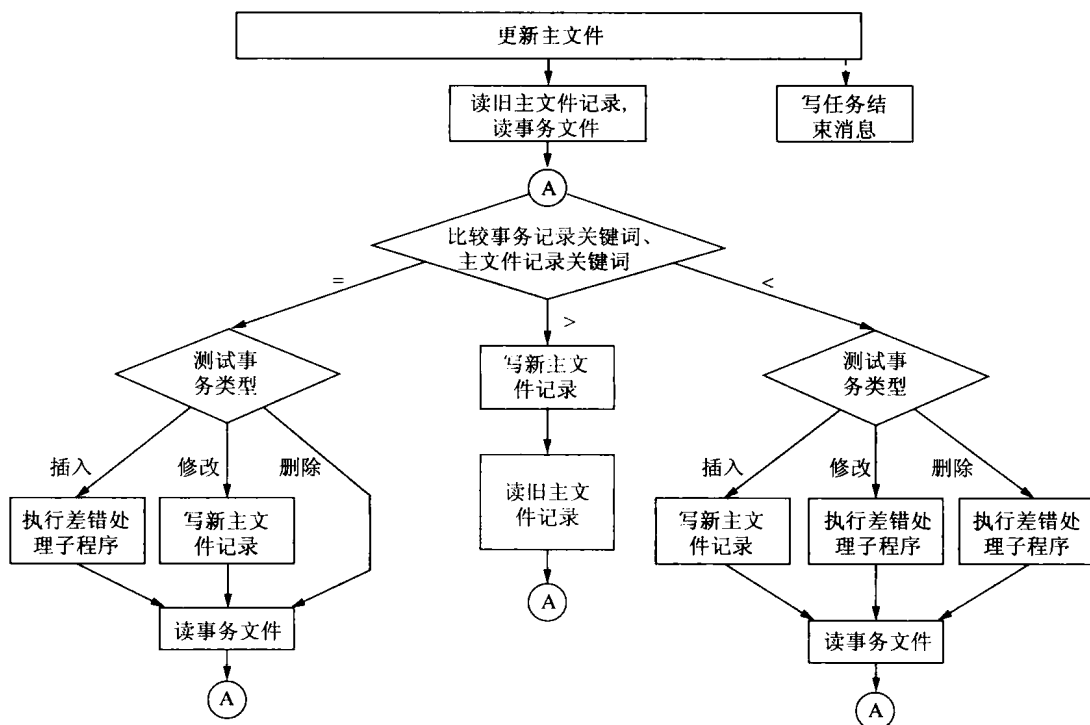 更新主文件
读旧主文件记录,
读事务文件
写任务结
束消息
A
比较事务记录关键词、
主文件记录关键词
=
>
<
测试事
务类型
写新主文
件记录
测试事
务类型
插入
修改
删除
插入
修改
删除
执行差错处
理子程序
写新主文
件记录
读旧主文
件记录
写新主文
件记录
执行差错处
理子程序
执行差错处
理子程序
A
读事务文件
读事务文件
A
A